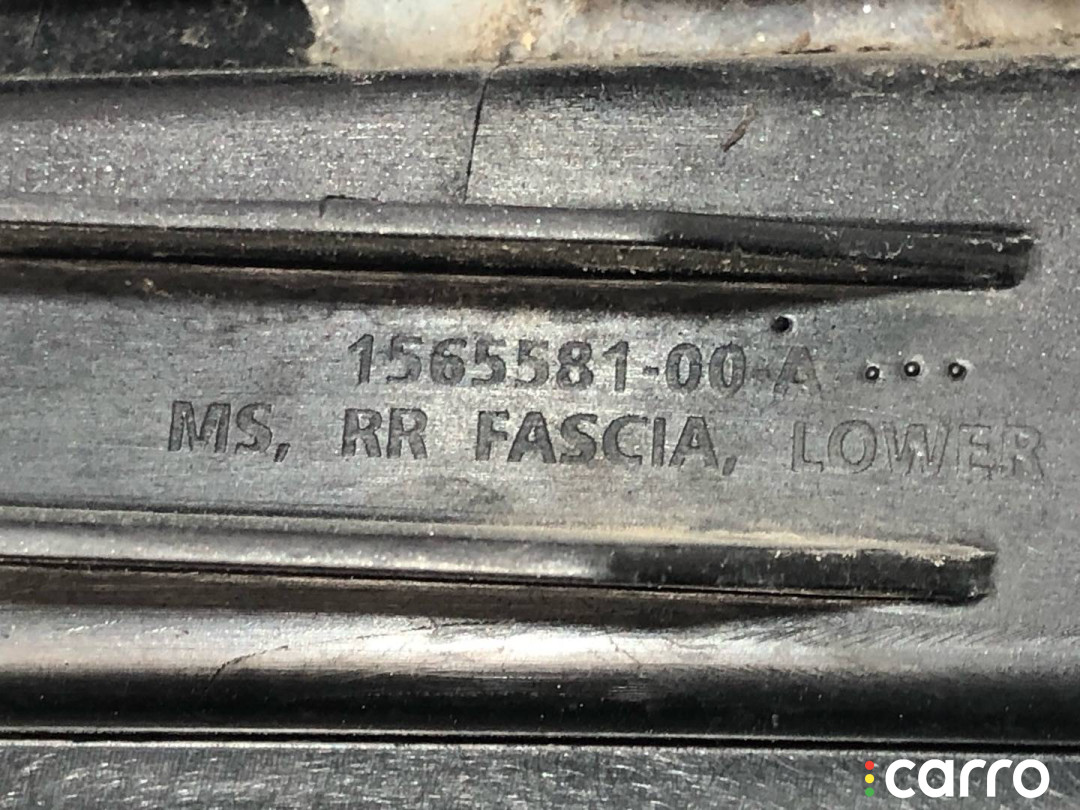 1565581-00-A
MS, RR FASCIA, LOWER
carro